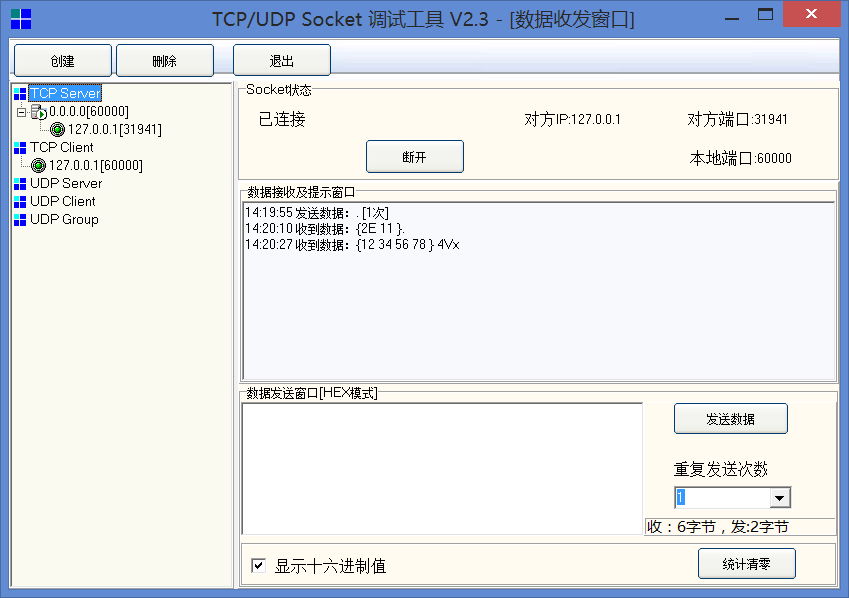 TCP/UDP Socket 调试工具 V2.3 - [数据收发窗口]
创建
删除
退出
TCP Server
0.0.0.0[60000]
127.0.0.1[31941]
TCP Client
127.0.0.1[60000]
UDP Server
UDP Client
UDP Group
Socket状态
已连接
对方IP:127.0.0.1
对方端口:31941
断开
本地端口:60000
数据接收及提示窗口
14:19:55 发送数据：. [1次]
14:20:10 收到数据：{2E 11 }.
14:20:27 收到数据：{12 34 56 78 } 4Vx
数据发送窗口[HEX模式]
发送数据
重复发送次数
1
收：6字节，发:2字节
显示十六进制值
统计清零